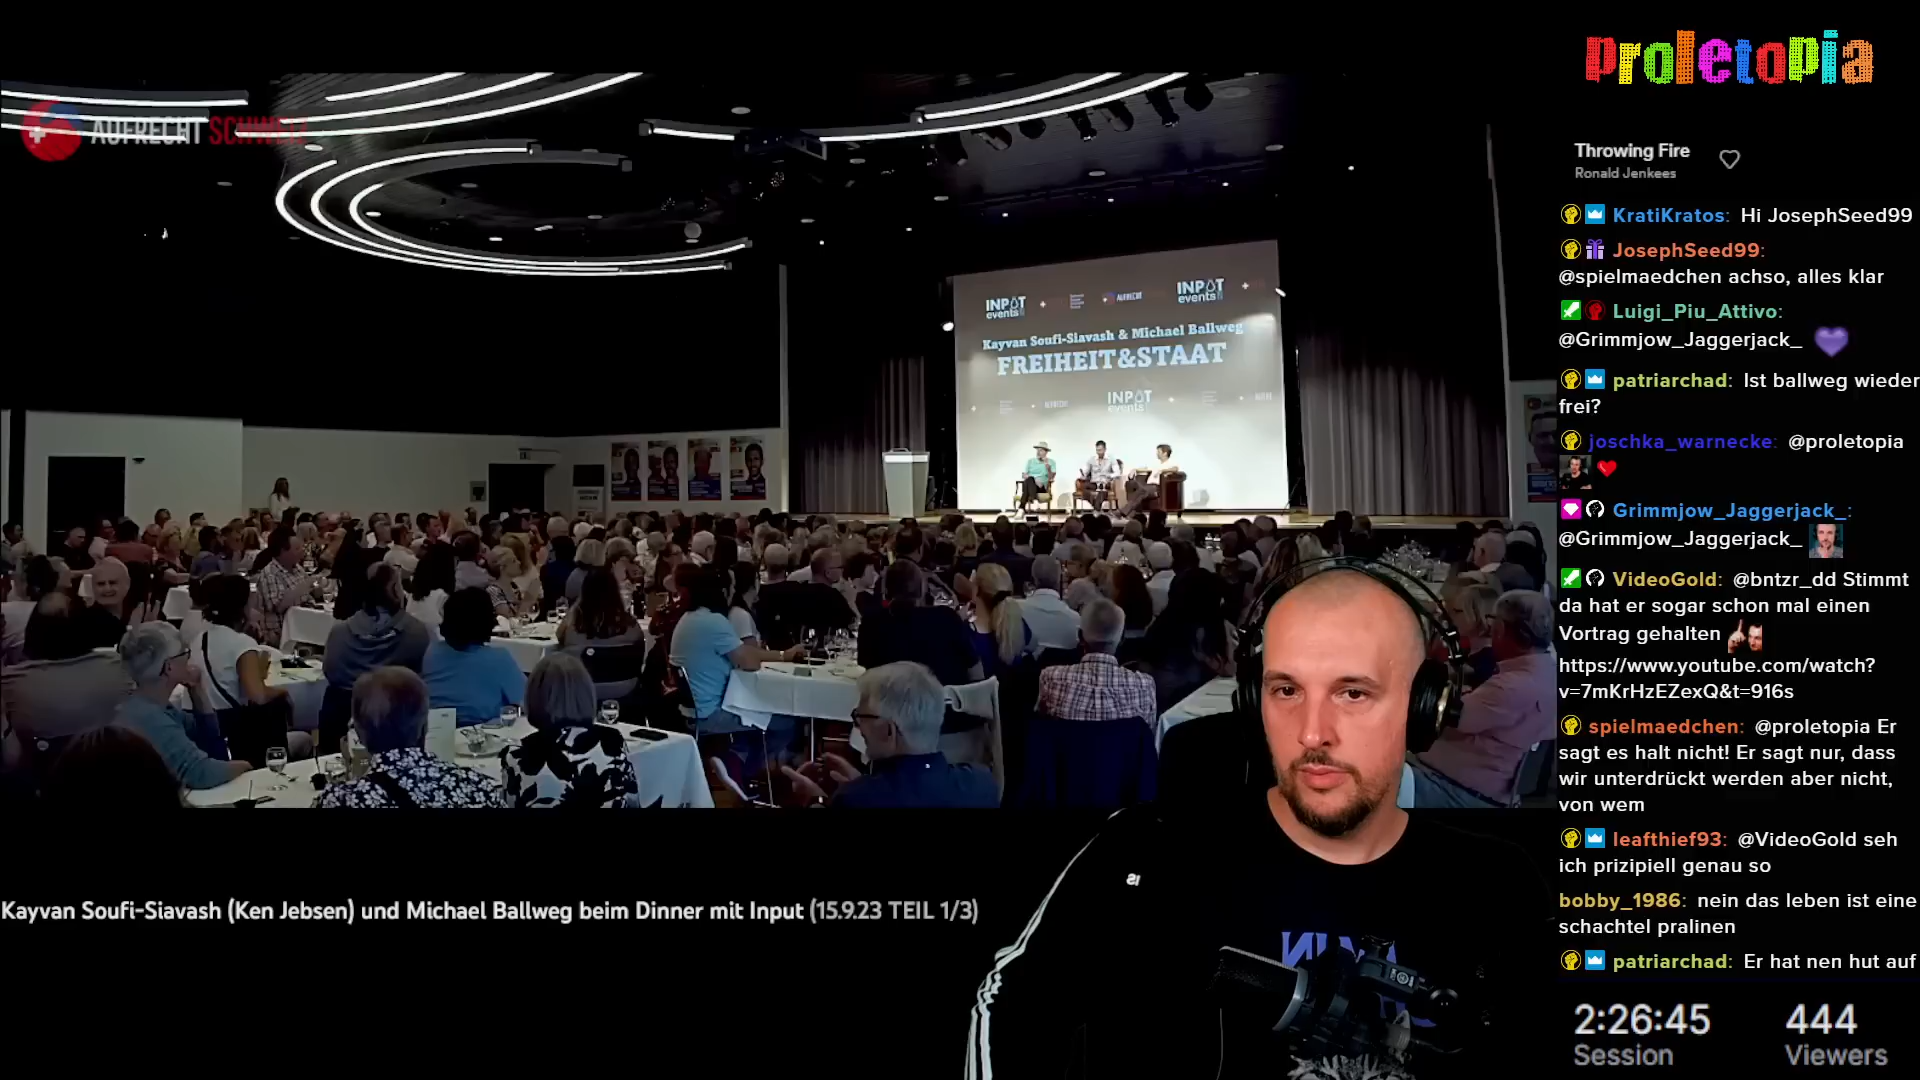 Proletopia
AUFRECHT SCHWEIZ
INPUT
events
AUFRECHT
INPUT
events
Kayvan Soufi-Siavash & Michael Ballweg
FREIHEIT&STAAT
INPUT
events
Kayvan Soufi-Siavash (Ken Jebsen) und Michael Ballweg beim Dinner mit Input (15.9.23 TEIL 1/3)
Throwing Fire
Ronald Jenkees
KratiKratos: Hi JosephSeed99
JosephSeed99:
@spielmaedchen achso, alles klar
Luigi_Piu_Attivo:
@Grimmjow_Jaggerjack_
patriarchad: Ist ballweg wieder
frei?
joschka_warnecke: @proletopia
Grimmjow_Jaggerjack_:
@Grimmjow_Jaggerjack_
VideoGold: @bntzr_dd Stimmt
da hat er sogar schon mal einen
Vortrag gehalten
https://www.youtube.com/watch?
v=7mKrHzEZexQ&t=916s
spielmaedchen: @proletopia Er
sagt es halt nicht! Er sagt nur, dass
wir unterdrückt werden aber nicht,
von wem
leafthief93: @VideoGold seh
ich prizipiell genau so
bobby_1986: nein das leben ist eine
schachtel pralinen
patriarchad: Er hat nen hut auf
2:26:45
Session
444
Viewers